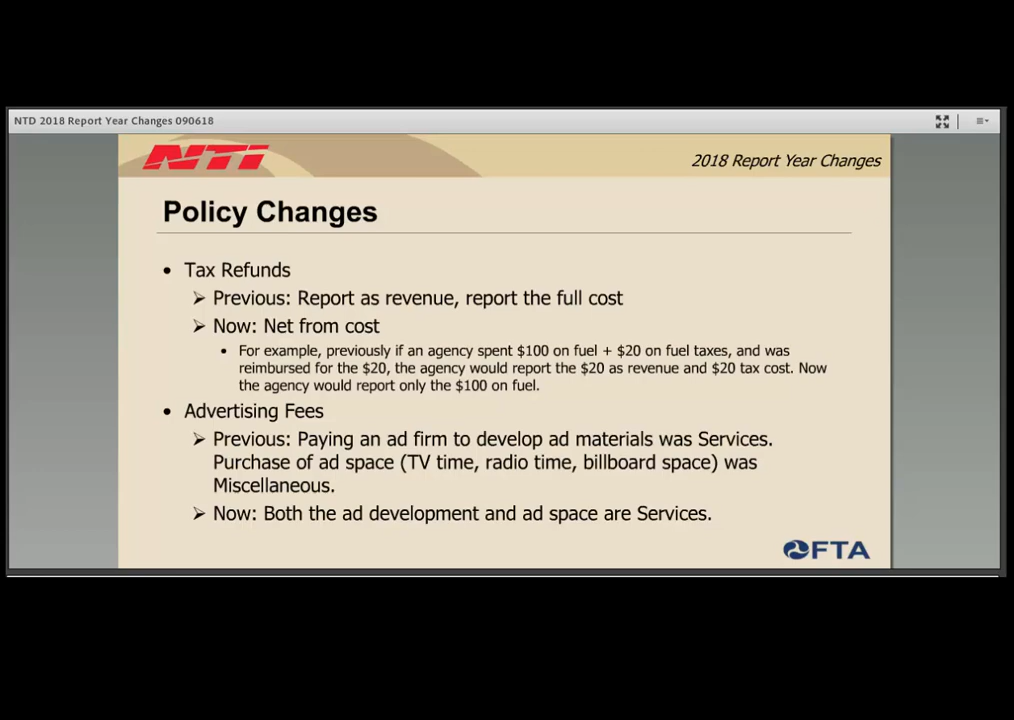 NTD 2018 Report Year Changes 090618
NTI
2018 Report Year Changes
Policy Changes
• Tax Refunds
➢ Previous: Report as revenue, report the full cost
➢ Now: Net from cost
• For example, previously if an agency spent $100 on fuel + $20 on fuel taxes, and was
reimbursed for the $20, the agency would report the $20 as revenue and $20 tax cost. Now
the agency would report only the $100 on fuel.
• Advertising Fees
➢ Previous: Paying an ad firm to develop ad materials was Services.
Purchase of ad space (TV time, radio time, billboard space) was
Miscellaneous.
➢ Now: Both the ad development and ad space are Services.
FTA